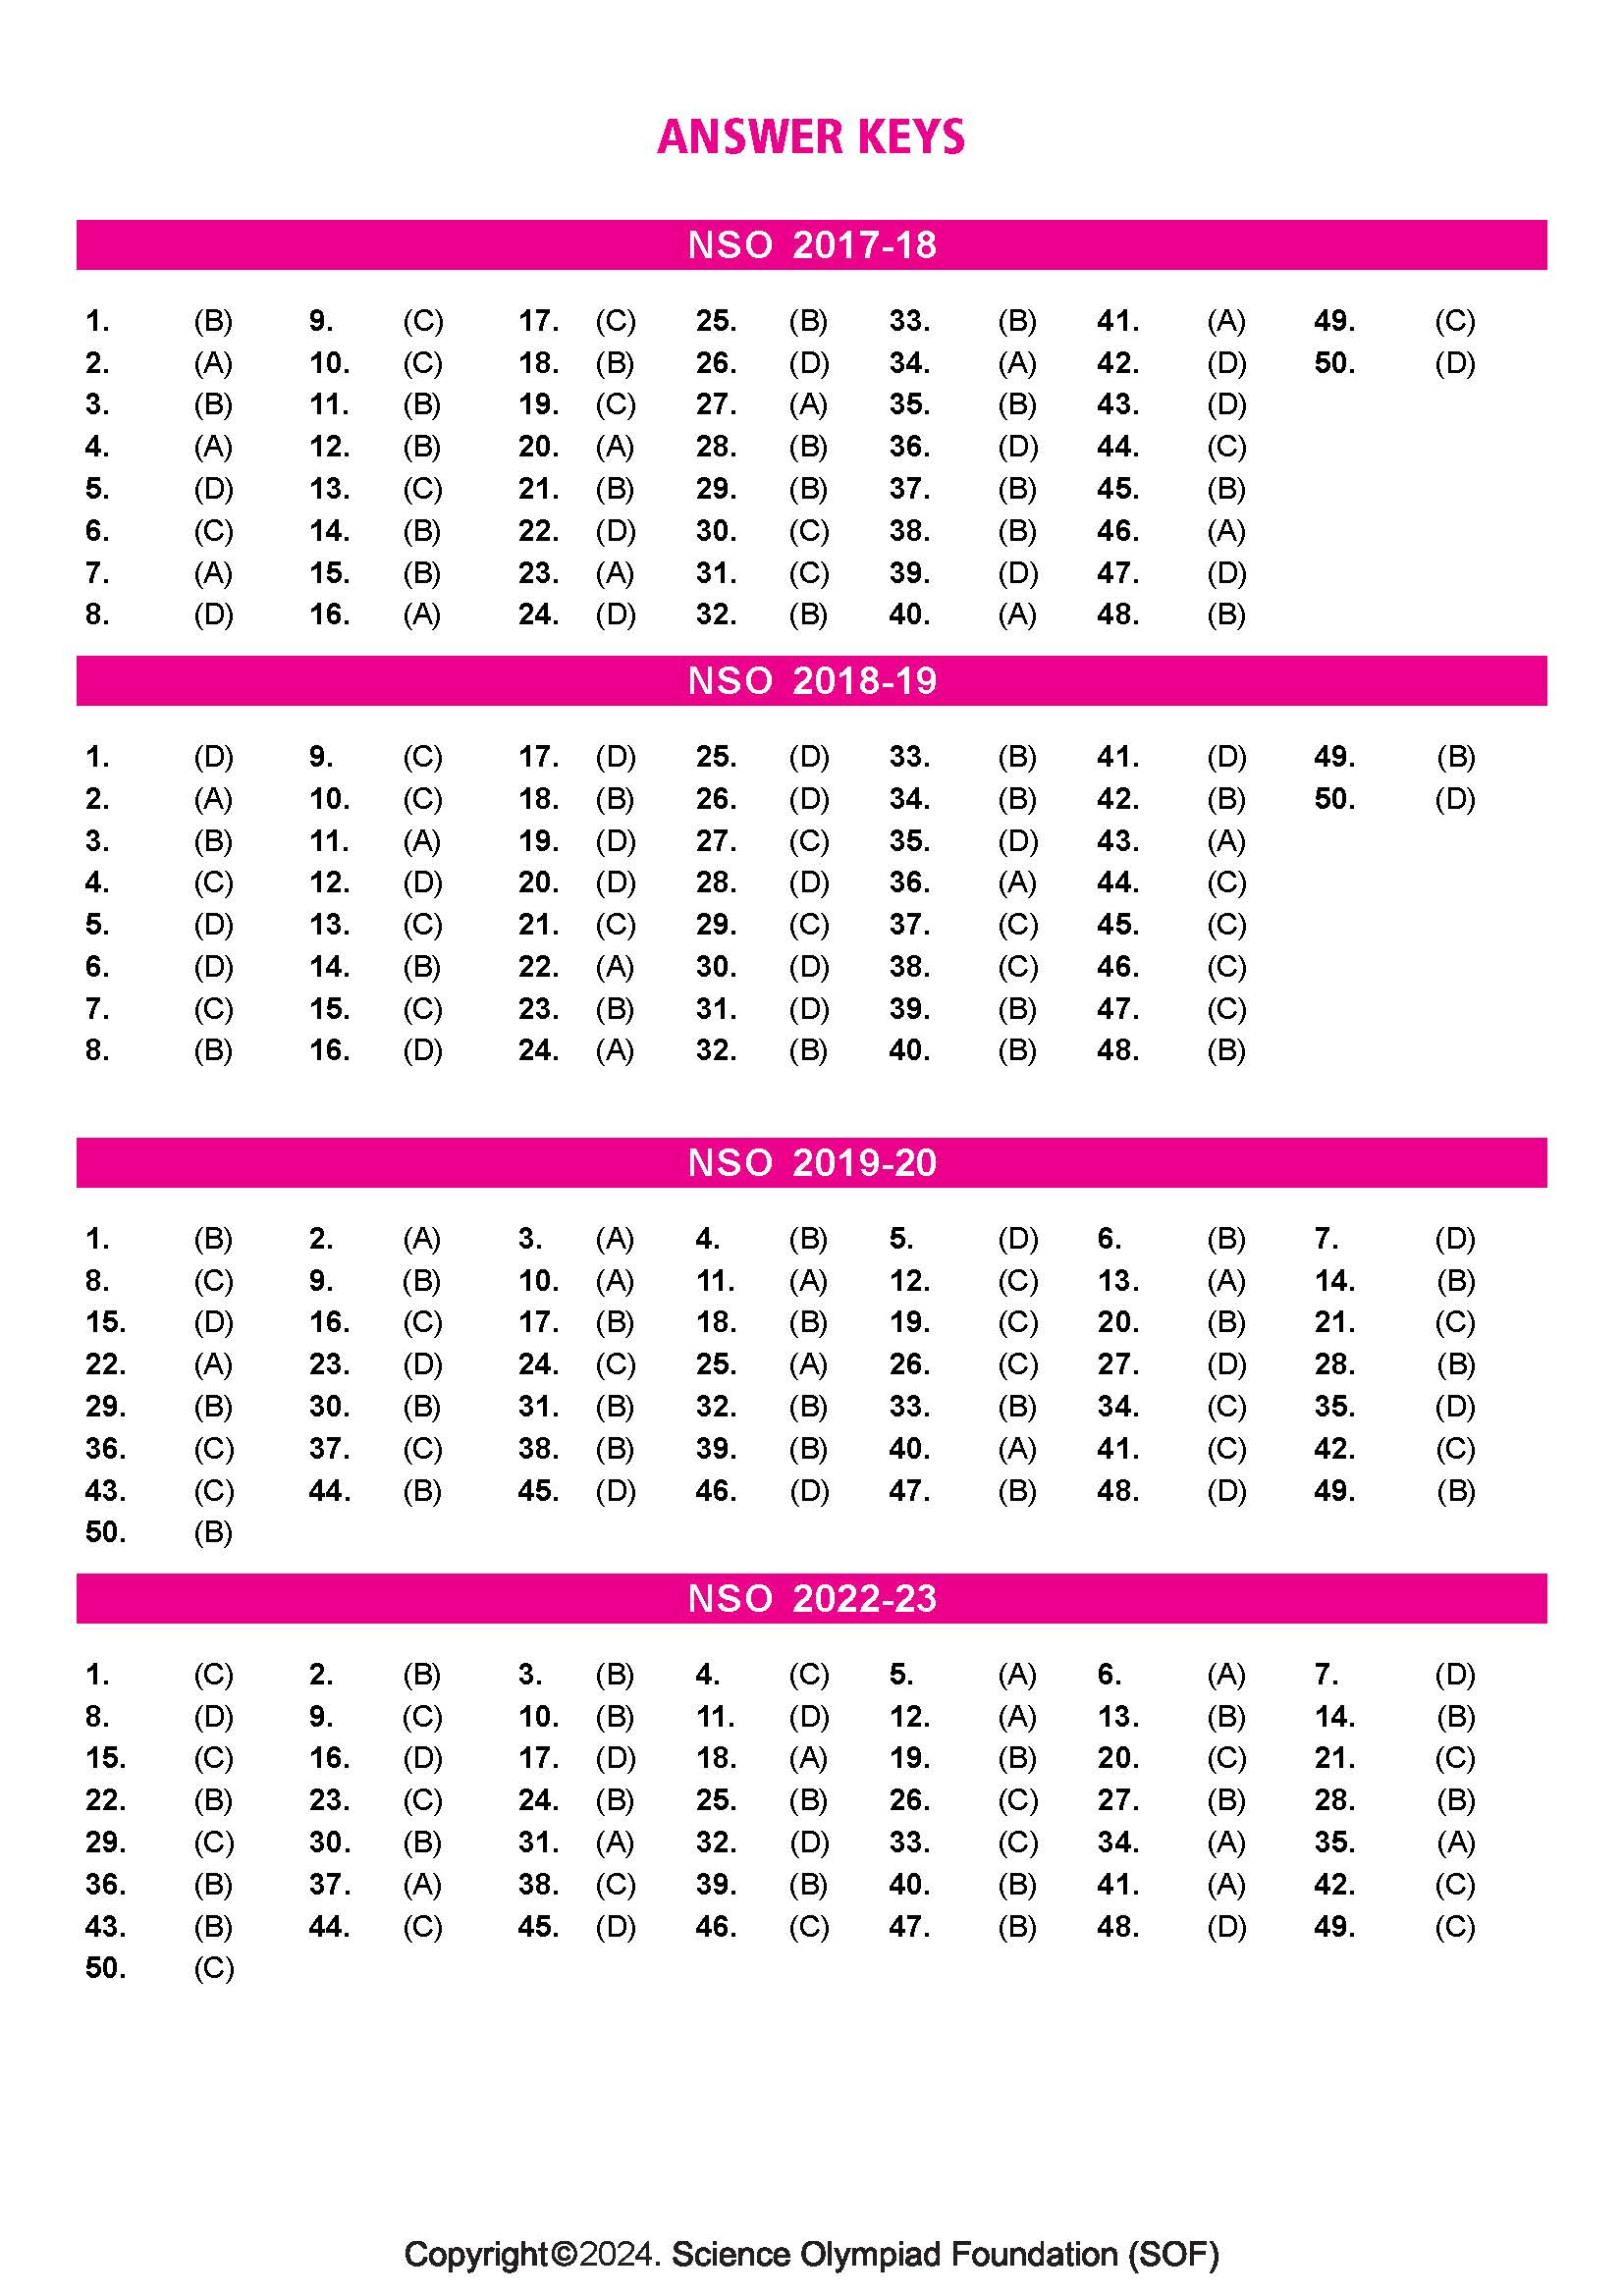 ANSWER KEYS
NSO 2017-18
1. (B) 9. (C) 17. (C) 25. (B) 33. (B) 41. (A) 49. (C)
2. (A) 10. (C) 18. (B) 26. (D) 34. (A) 42. (D) 50. (D)
3. (B) 11. (B) 19. (C) 27. (A) 35. (B) 43. (D)
4. (A) 12. (B) 20. (A) 28. (B) 36. (D) 44. (C)
5. (D) 13. (C) 21. (B) 29. (B) 37. (B) 45. (B)
6. (C) 14. (B) 22. (D) 30. (C) 38. (B) 46. (A)
7. (A) 15. (B) 23. (A) 31. (C) 39. (D) 47. (D)
8. (D) 16. (A) 24. (D) 32. (B) 40. (A) 48. (B)
NSO 2018-19
1. (D) 9. (C) 17. (D) 25. (D) 33. (B) 41. (D) 49. (B)
2. (A) 10. (C) 18. (B) 26. (D) 34. (B) 42. (B) 50. (D)
3. (B) 11. (A) 19. (D) 27. (C) 35. (D) 43. (A)
4. (C) 12. (D) 20. (D) 28. (D) 36. (A) 44. (C)
5. (D) 13. (C) 21. (C) 29. (C) 37. (C) 45. (C)
6. (D) 14. (B) 22. (A) 30. (D) 38. (C) 46. (C)
7. (C) 15. (C) 23. (B) 31. (D) 39. (B) 47. (C)
8. (B) 16. (D) 24. (A) 32. (B) 40. (B) 48. (B)
NSO 2019-20
1. (B) 2. (A) 3. (A) 4. (B) 5. (D) 6. (B) 7. (D)
8. (C) 9. (B) 10. (A) 11. (A) 12. (C) 13. (A) 14. (B)
15. (D) 16. (C) 17. (B) 18. (B) 19. (C) 20. (B) 21. (C)
22. (A) 23. (D) 24. (C) 25. (A) 26. (C) 27. (D) 28. (B)
29. (B) 30. (B) 31. (B) 32. (B) 33. (B) 34. (C) 35. (D)
36. (C) 37. (C) 38. (B) 39. (B) 40. (A) 41. (C) 42. (C)
43. (C) 44. (B) 45. (D) 46. (D) 47. (B) 48. (D) 49. (B)
50. (B)
NSO 2022-23
1. (C) 2. (B) 3. (B) 4. (C) 5. (A) 6. (A) 7. (D)
8. (D) 9. (C) 10. (B) 11. (D) 12. (A) 13. (B) 14. (B)
15. (C) 16. (D) 17. (D) 18. (A) 19. (B) 20. (C) 21. (C)
22. (B) 23. (C) 24. (B) 25. (B) 26. (C) 27. (B) 28. (B)
29. (C) 30. (B) 31. (A) 32. (D) 33. (C) 34. (A) 35. (A)
36. (B) 37. (A) 38. (C) 39. (B) 40. (B) 41. (A) 42. (C)
43. (B) 44. (C) 45. (D) 46. (C) 47. (B) 48. (D) 49. (C)
50. (C)
Copyright©2024. Science Olympiad Foundation (SOF)